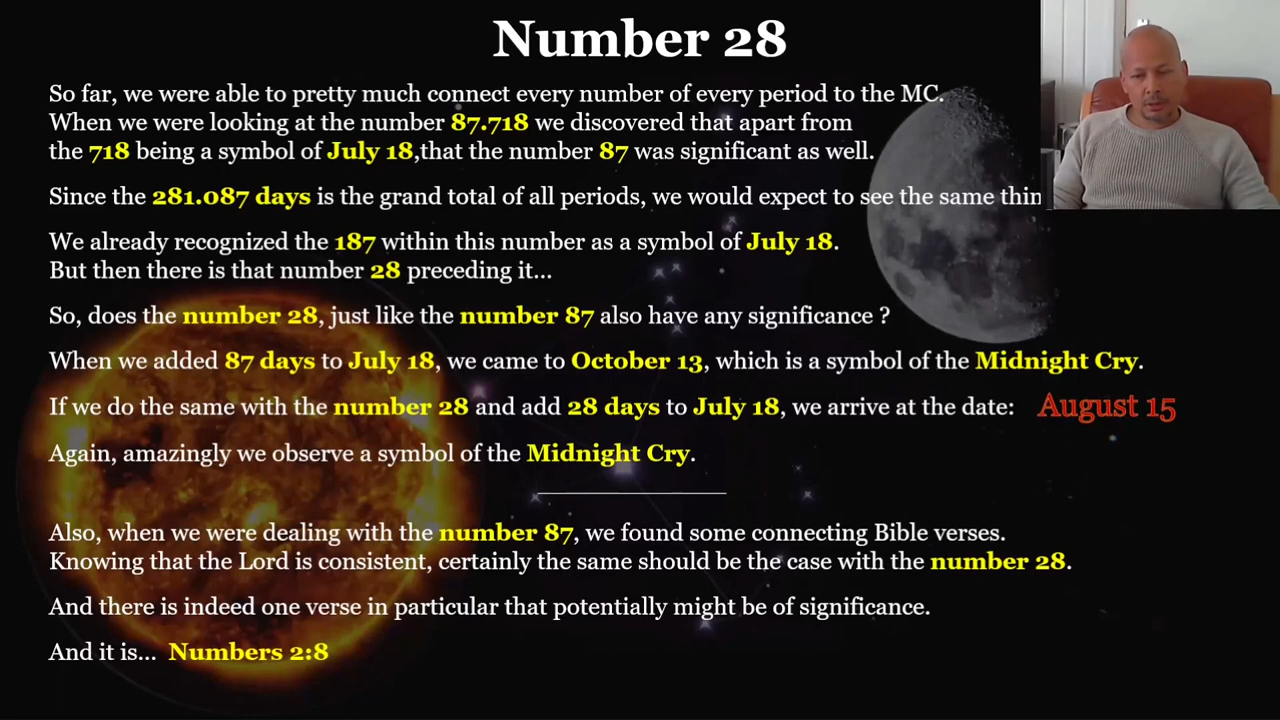 Number 28
So far, we were able to pretty much connect every number of every period to the MC.
When we were looking at the number 87.718 we discovered that apart from
the 718 being a symbol of July 18,that the number 87 was significant as well.
Since the 281.087 days is the grand total of all periods, we would expect to see the same thin
We already recognized the 187 within this number as a symbol of July 18.
But then there is that number 28 preceding it...
So, does the number 28, just like the number 87 also have any significance ?
When we added 87 days to July 18, we came to October 13, which is a symbol of the Midnight Cry.
If we do the same with the number 28 and add 28 days to July 18, we arrive at the date: August 15
Again, amazingly we observe a symbol of the Midnight Cry.
Also, when we were dealing with the number 87, we found some connecting Bible verses.
Knowing that the Lord is consistent, certainly the same should be the case with the number 28.
And there is indeed one verse in particular that potentially might be of significance.
And it is... Numbers 2:8